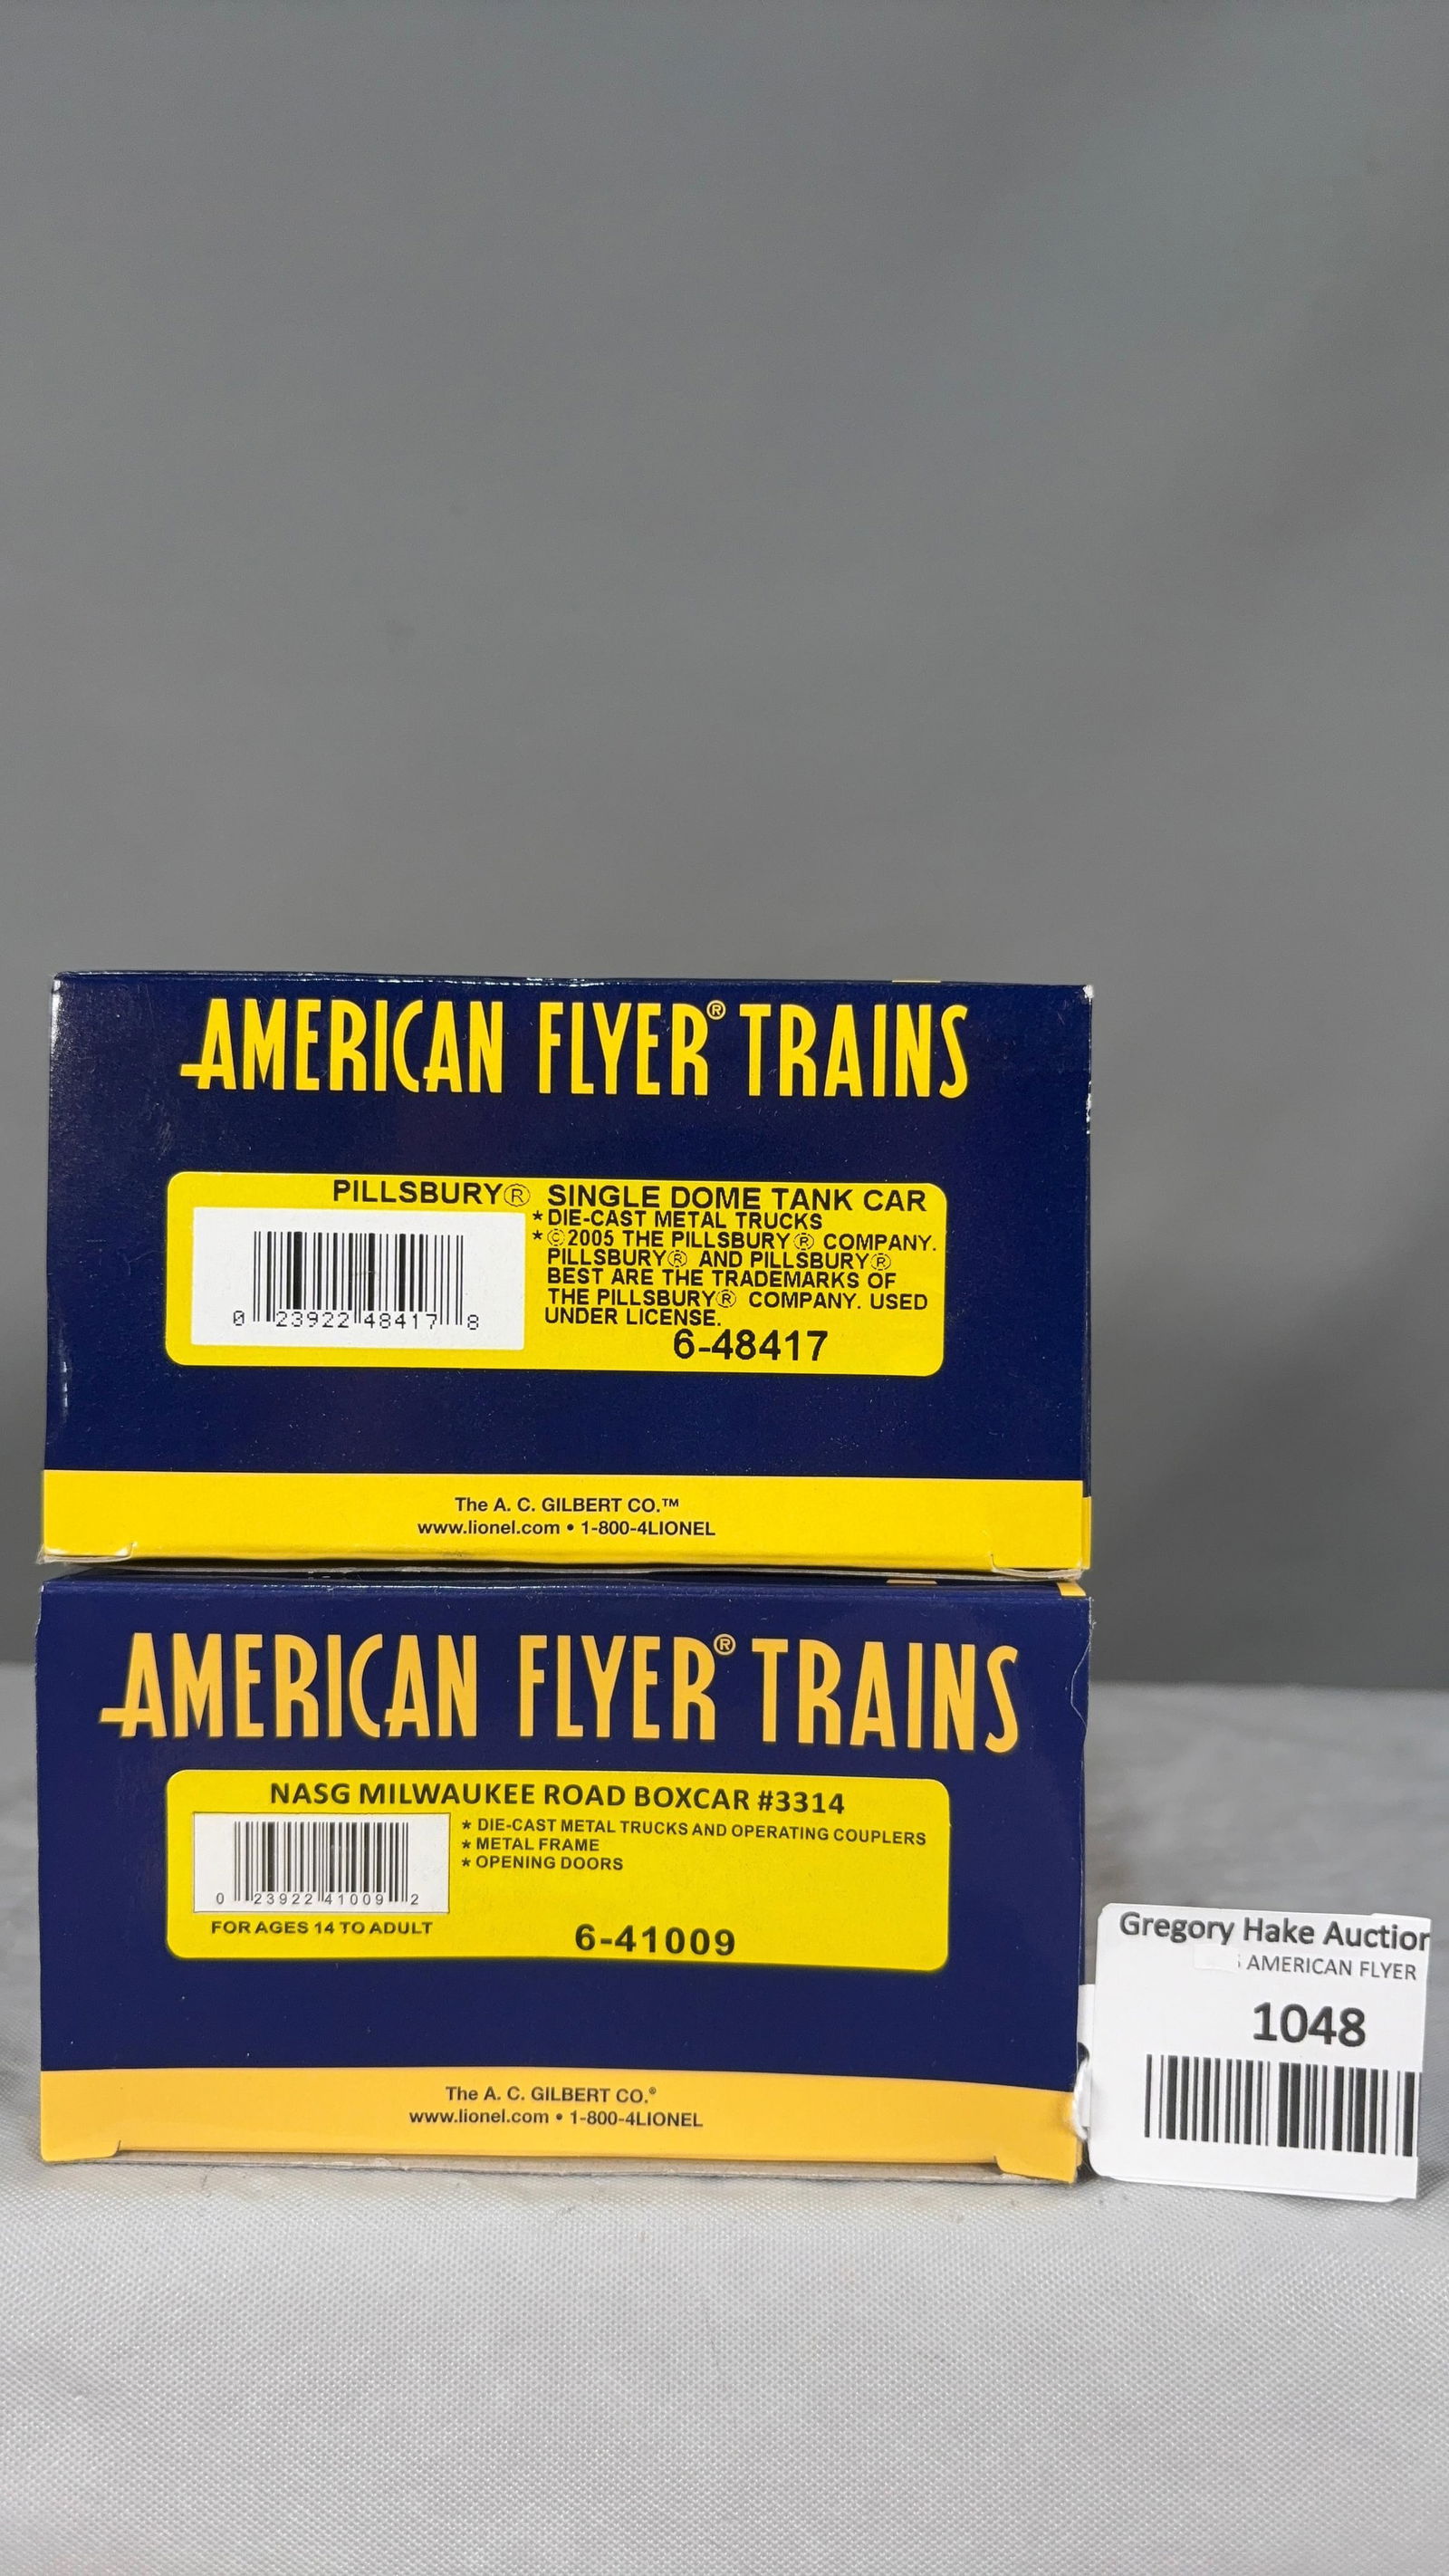 AMERICAN FLYER® TRAINS
PILLSBURY® SINGLE DOME TANK CAR
* DIE-CAST METAL TRUCKS
* ©2005 THE PILLSBURY® COMPANY.
PILLSBURY® AND PILLSBURY®
BEST ARE THE TRADEMARKS OF
THE PILLSBURY® COMPANY. USED
UNDER LICENSE.
0 23922 48417 8
6-48417
The A. C. GILBERT CO.™
www.lionel.com • 1-800-4LIONEL
AMERICAN FLYER® TRAINS
NASG MILWAUKEE ROAD BOXCAR #3314
* DIE-CAST METAL TRUCKS AND OPERATING COUPLERS
* METAL FRAME
* OPENING DOORS
0 23922 41009 2
FOR AGES 14 TO ADULT
6-41009
The A. C. GILBERT CO.®
www.lionel.com • 1-800-4LIONEL
Gregory Hake Auction
AMERICAN FLYER
1048